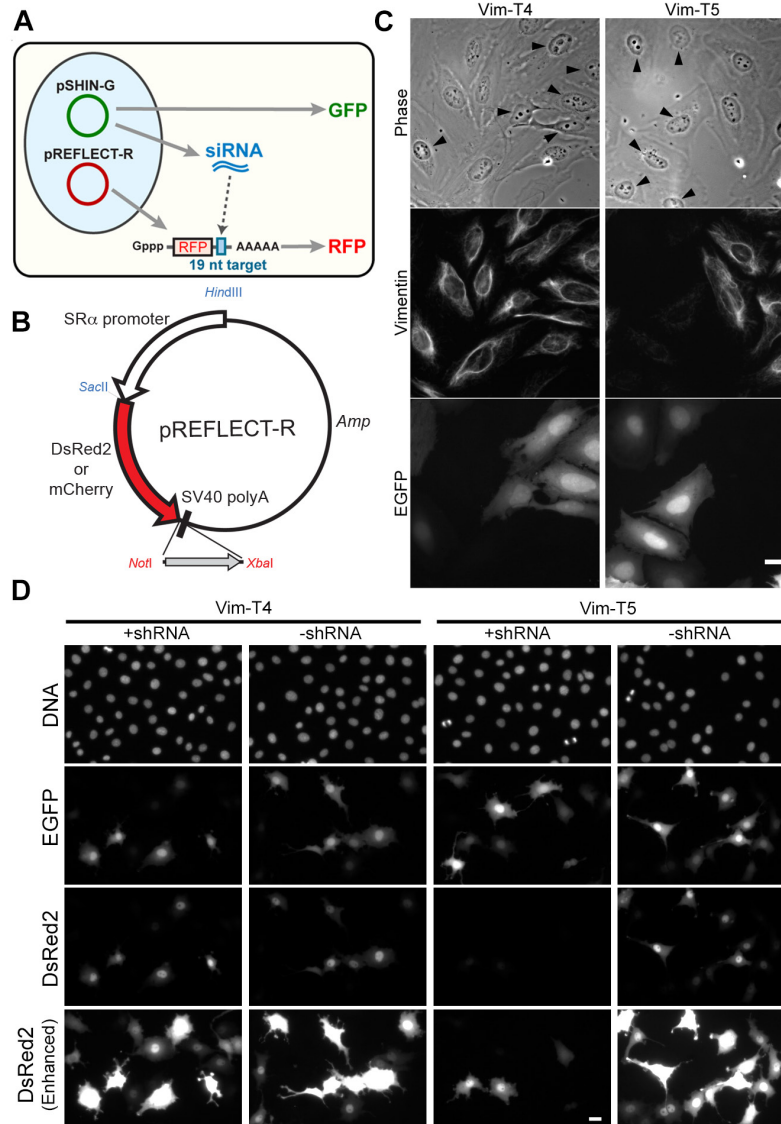 A
pSHIN-G
GFP
siRNA
pREFLECT-R
Gppp
RFP
AAAAA
RFP
19 nt target
B
HindIII
SRα promoter
SacII
pREFLECT-R
Amp
DsRed2
or
mCherry
SV40 polyA
NotI
XbaI
C
Vim-T4
Vim-T5
Phase
Vimentin
EGFP
D
Vim-T4
Vim-T5
+shRNA
-shRNA
+shRNA
-shRNA
DNA
EGFP
DsRed2
DsRed2
(Enhanced)